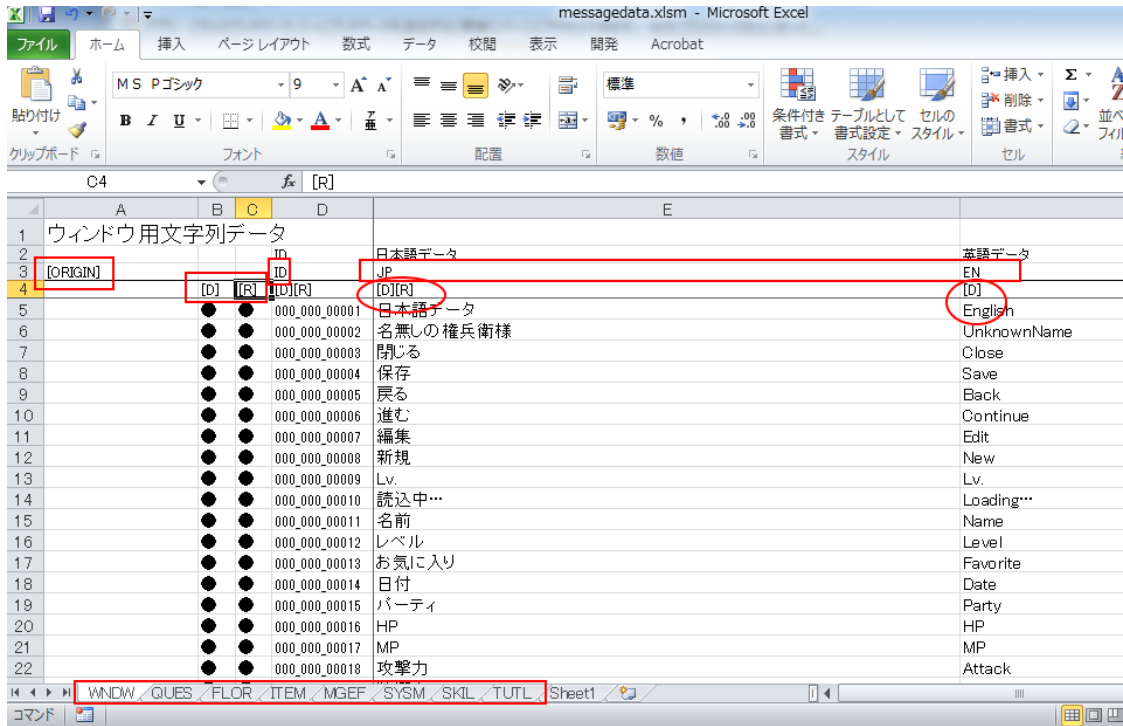 messagedata.xlsm - Microsoft Excel
ファイル ホーム 挿入 ページ レイアウト 数式 データ 校閲 表示 開発 Acrobat
MS Pゴシック 9 A A 標準 挿入 Σ
貼り付け B I U A 亜 % , .00 条件付き書式 テーブルとして書式設定 セルのスタイル 削除 書式
クリップボード フォント 配置 数値 スタイル セル
C4 fx [R]
A B C D E
1 ウィンドウ用文字列データ
2 ID 日本語データ 英語データ
3 [ORIGIN] ID JP EN
4 [D] [R] [D][R] [D][R] [D]
5 ● ● 000_000_00001 日本語データ English
6 ● ● 000_000_00002 名無しの権兵衛様 UnknownName
7 ● ● 000_000_00003 閉じる Close
8 ● ● 000_000_00004 保存 Save
9 ● ● 000_000_00005 戻る Back
10 ● ● 000_000_00006 進む Continue
11 ● ● 000_000_00007 編集 Edit
12 ● ● 000_000_00008 新規 New
13 ● ● 000_000_00009 Lv. Lv.
14 ● ● 000_000_00010 読込中… Loading…
15 ● ● 000_000_00011 名前 Name
16 ● ● 000_000_00012 レベル Level
17 ● ● 000_000_00013 お気に入り Favorite
18 ● ● 000_000_00014 日付 Date
19 ● ● 000_000_00015 パーティ Party
20 ● ● 000_000_00016 HP HP
21 ● ● 000_000_00017 MP MP
22 ● ● 000_000_00018 攻撃力 Attack
WNDW QUES FLOR ITEM MGEF SYSM SKIL TUTL Sheet1
コマンド